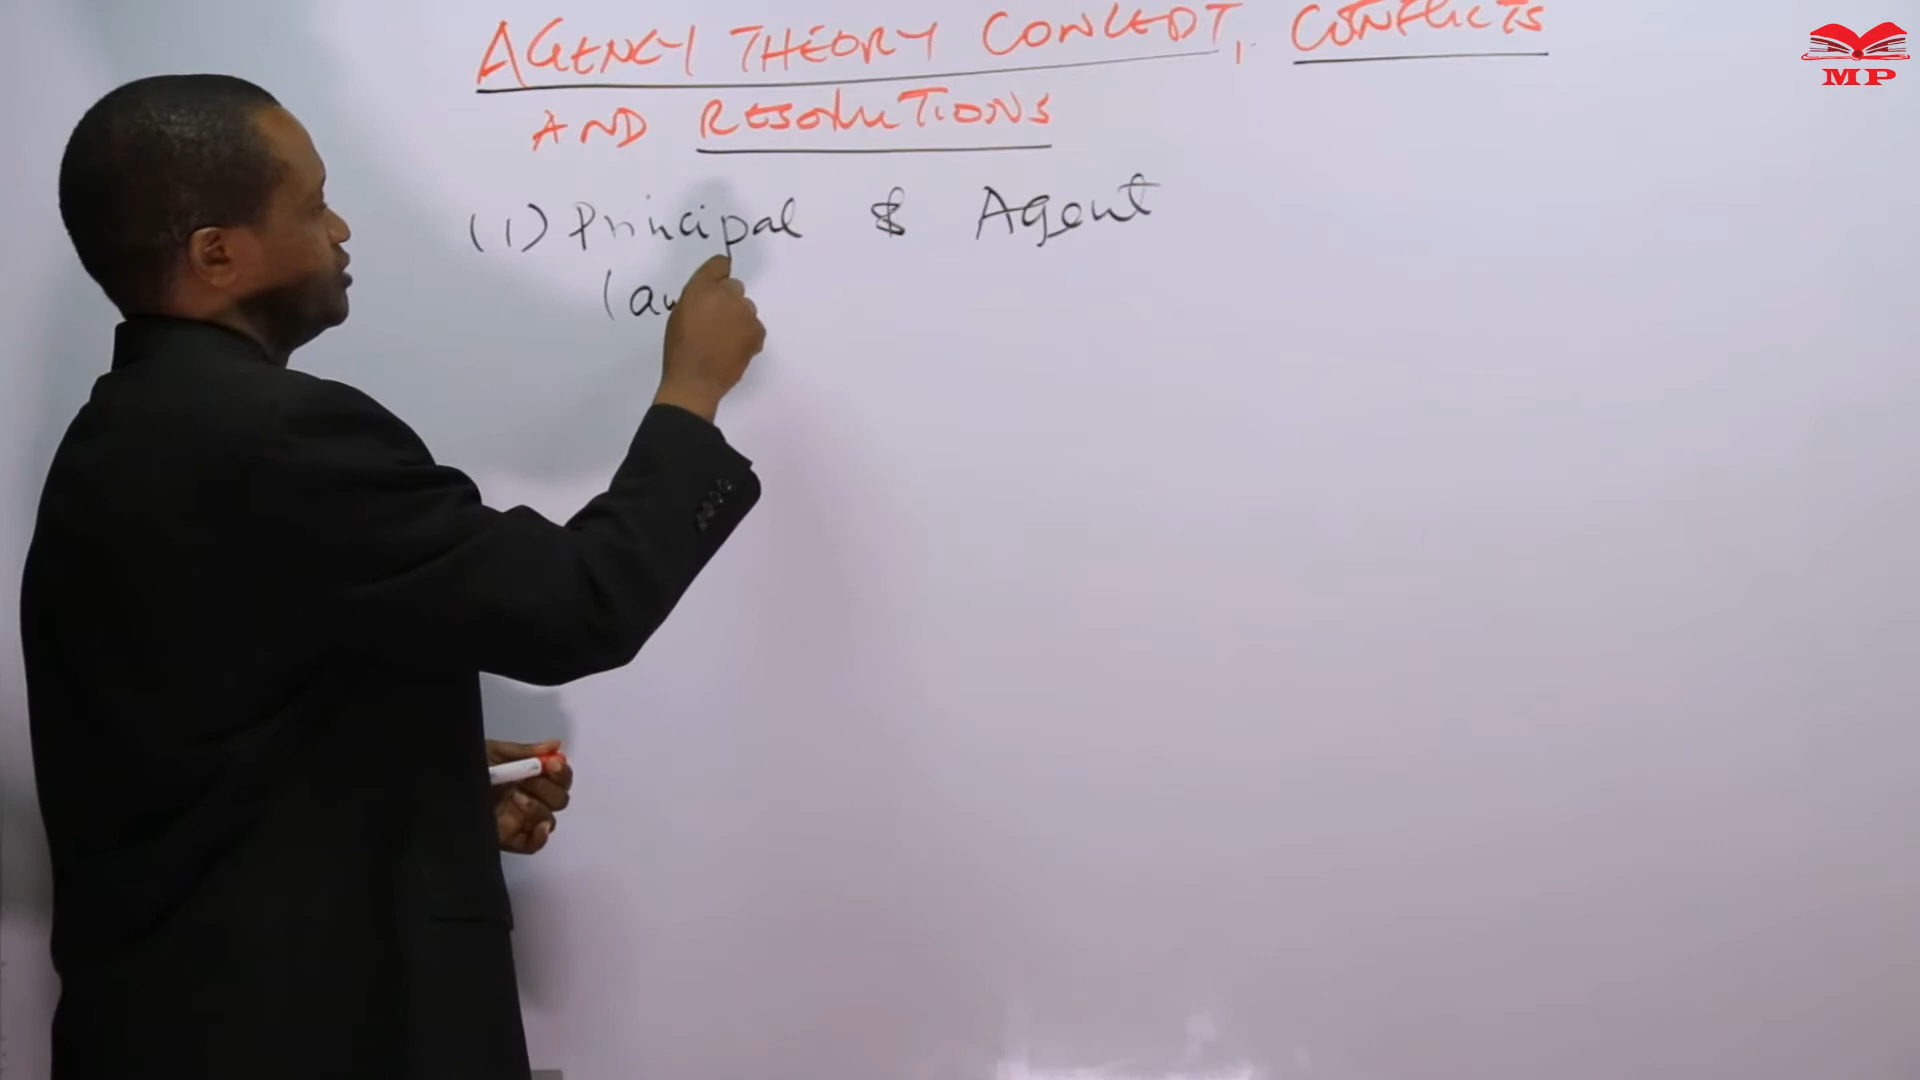 AGENCY THEORY CONCEPT, CONFLICTS
AND RESOLUTIONS
(1) Principal & Agent
MP